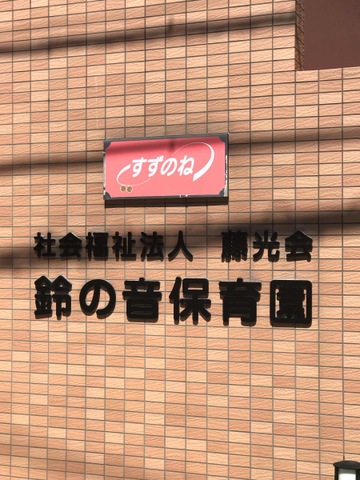 すずのね
社会福祉法人 藤光会
鈴の音保育園